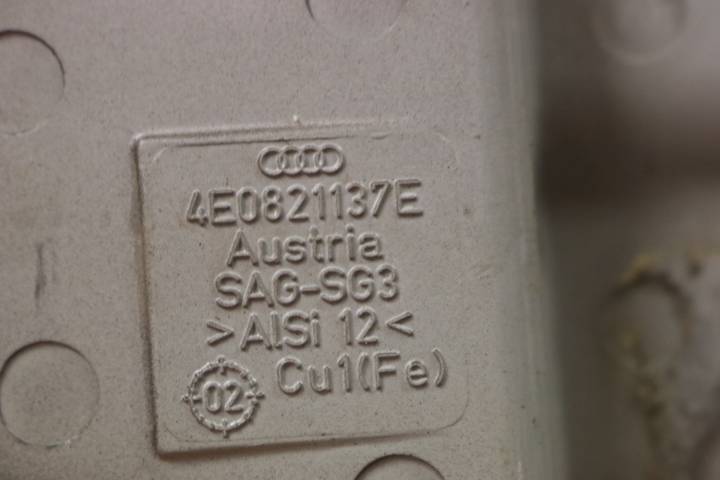 4E0821137E
Austria
SAG-SG3
>AlSi 12<
Cu1(Fe)
02